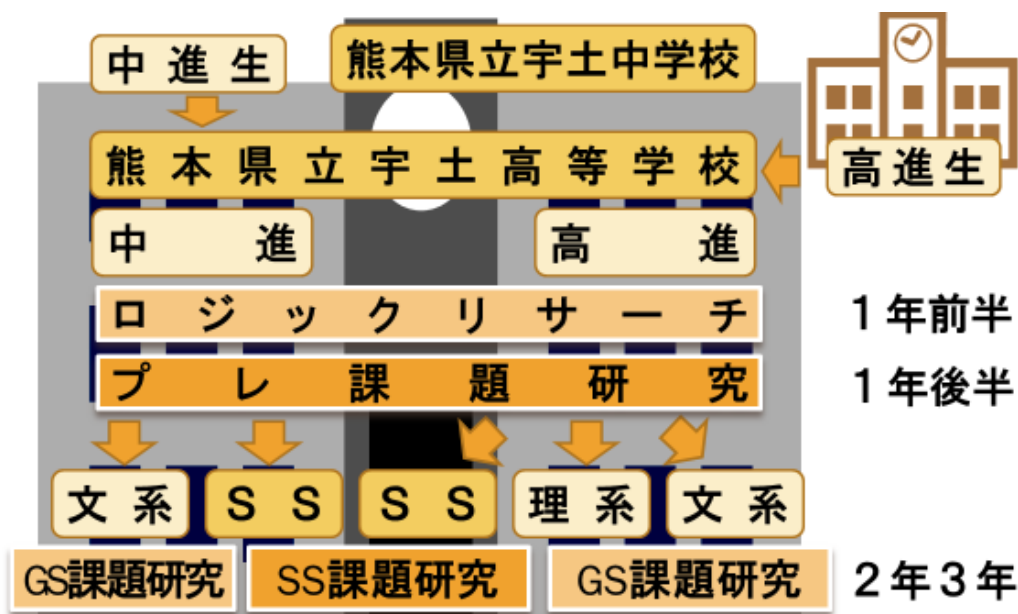 中進生
熊本県立宇土中学校
熊本県立宇土高等学校
高進生
中進
高進
ロジックリサーチ
1年前半
プレ課題研究
1年後半
文系
SS
SS
理系
文系
GS課題研究
SS課題研究
GS課題研究
2年3年